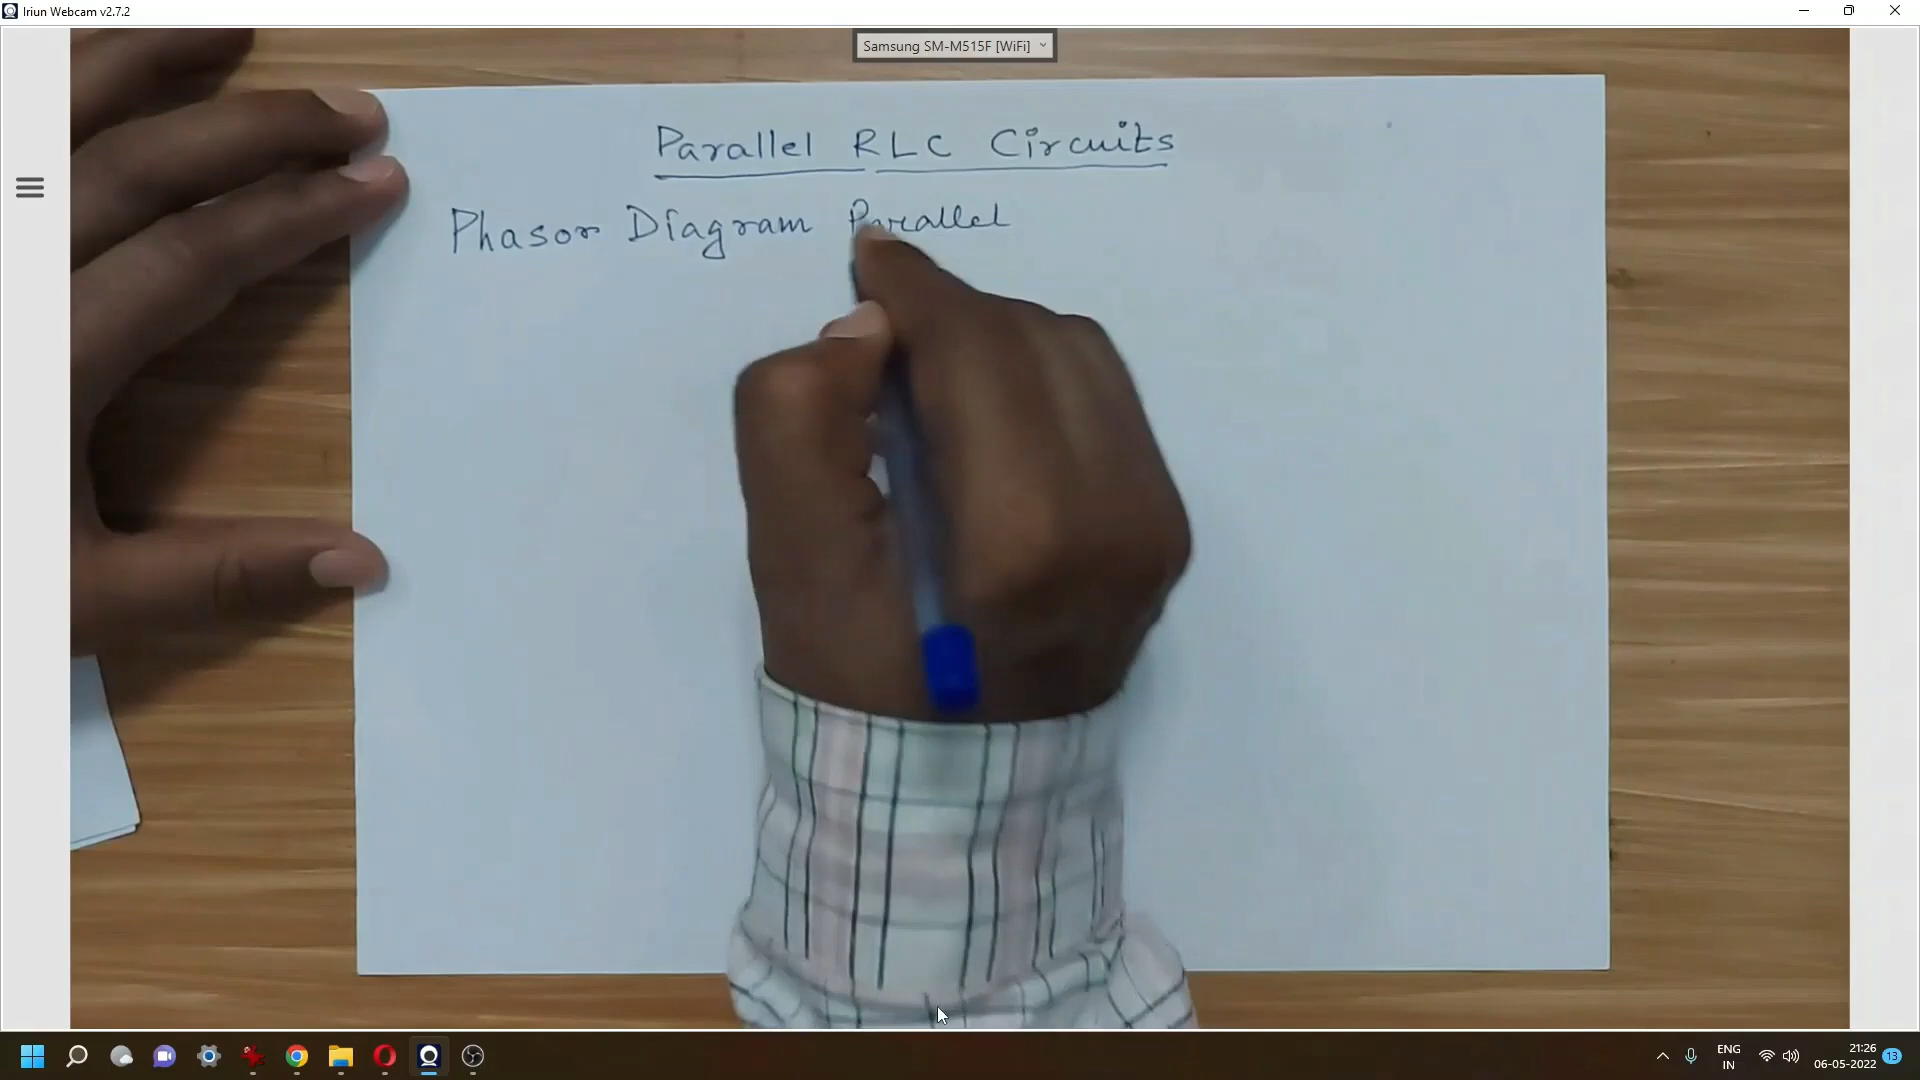 Iriun Webcam v2.7.2
Samsung SM-M515F [WiFi]
Parallel RLC Circuits
Phasor Diagram Parallel
ENG
IN
21:26
06-05-2022
13